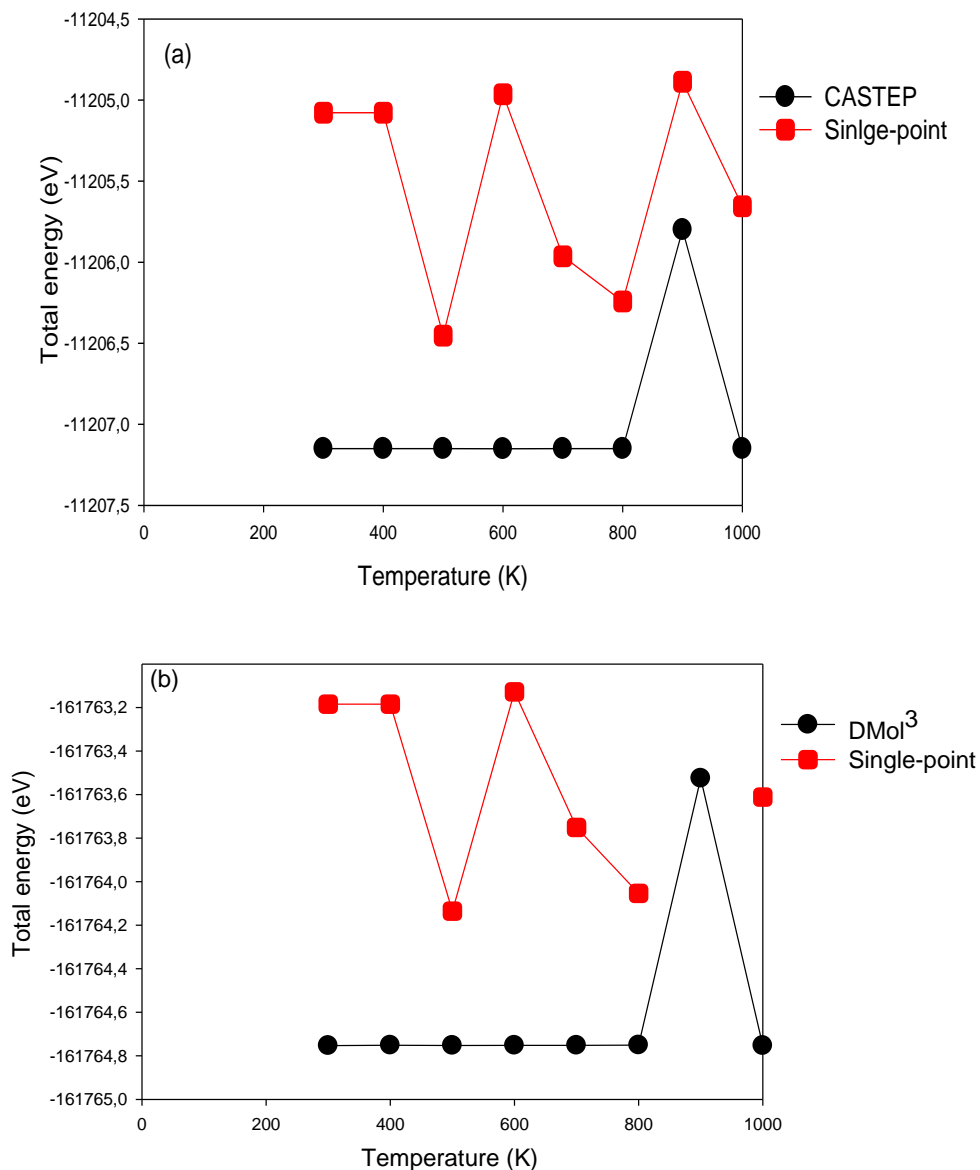 (a)
CASTEP
Sinlge-point
Total energy (eV)
-11204,5
-11205,0
-11205,5
-11206,0
-11206,5
-11207,0
-11207,5
0 200 400 600 800 1000
Temperature (K)
(b)
DMol³
Single-point
Total energy (eV)
-161763,2
-161763,4
-161763,6
-161763,8
-161764,0
-161764,2
-161764,4
-161764,6
-161764,8
-161765,0
0 200 400 600 800 1000
Temperature (K)